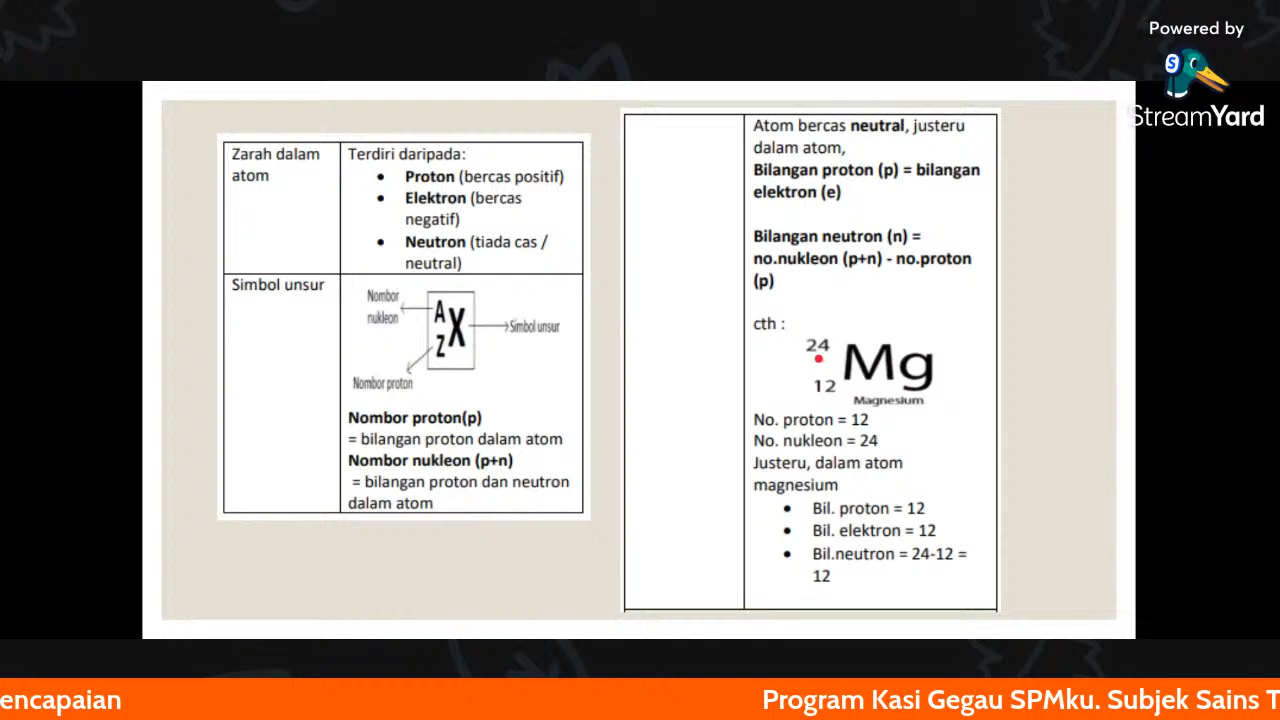 Powered by
StreamYard
Zarah dalam
atom
Terdiri daripada:
• Proton (bercas positif)
• Elektron (bercas
negatif)
• Neutron (tiada cas /
neutral)
Simbol unsur
Nombor
nukleon
A
X
Z
Simbol unsur
Nombor proton
Nombor proton(p)
= bilangan proton dalam atom
Nombor nukleon (p+n)
= bilangan proton dan neutron
dalam atom
Atom bercas neutral, justeru
dalam atom,
Bilangan proton (p) = bilangan
elektron (e)
Bilangan neutron (n) =
no.nukleon (p+n) - no.proton
(p)
cth :
24
Mg
12
Magnesium
No. proton = 12
No. nukleon = 24
Justeru, dalam atom
magnesium
• Bil. proton = 12
• Bil. elektron = 12
• Bil.neutron = 24-12 =
12
encapaian
Program Kasi Gegau SPMku. Subjek Sains T